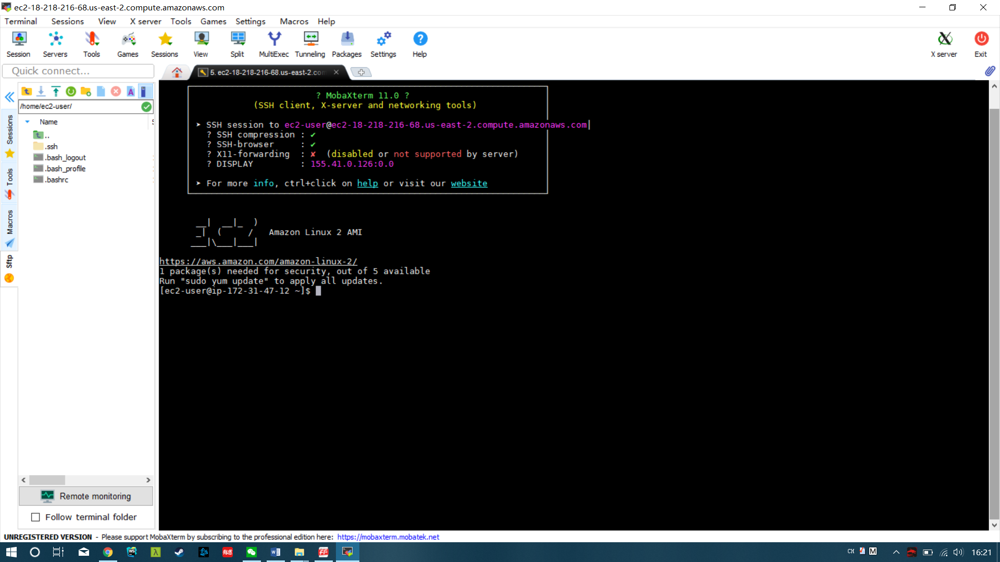 ec2-18-218-216-68.us-east-2.compute.amazonaws.com
Terminal Sessions View X server Tools Games Settings Macros Help
Session Servers Tools Games Sessions View Split MultiExec Tunneling Packages Settings Help X server Exit
Quick connect...
5. ec2-18-218-216-68.us-east-2.com
/home/ec2-user/
Name
..
.ssh
.bash_logout
.bash_profile
.bashrc
Sessions
Tools
Macros
Sftp
Remote monitoring
Follow terminal folder
? MobaXterm 11.0 ?
(SSH client, X-server and networking tools)
➤ SSH session to ec2-user@ec2-18-218-216-68.us-east-2.compute.amazonaws.com
? SSH compression : ✔
? SSH-browser : ✔
? X11-forwarding : ✘ (disabled or not supported by server)
? DISPLAY : 155.41.0.126:0.0
➤ For more info, ctrl+click on help or visit our website
__| __|_ )
_| ( / Amazon Linux 2 AMI
___|\___|___|
https://aws.amazon.com/amazon-linux-2/
1 package(s) needed for security, out of 5 available
Run "sudo yum update" to apply all updates.
[ec2-user@ip-172-31-47-12 ~]$
UNREGISTERED VERSION - Please support MobaXterm by subscribing to the professional edition here: https://mobaxterm.mobatek.net
WS
有道
CH M 16:21